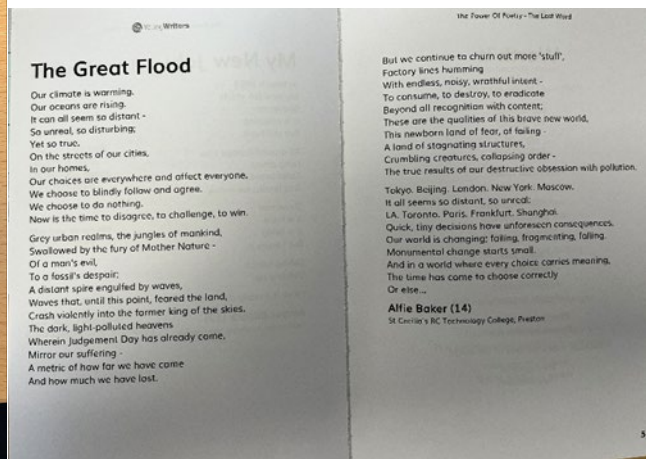 Young Writers
The Great Flood
Our climate is warming.
Our oceans are rising.
It can all seem so distant -
So unreal, so disturbing;
Yet so true.
On the streets of our cities,
In our homes,
Our choices are everywhere and affect everyone.
We choose to blindly follow and agree.
We choose to do nothing.
Now is the time to disagree, to challenge, to win.
Grey urban realms, the jungles of mankind,
Swallowed by the fury of Mother Nature -
Of a man's evil,
To a fossil's despair;
A distant spire engulfed by waves,
Waves that, until this point, feared the land,
Crash violently into the former king of the skies.
The dark, light-polluted heavens
Wherein Judgement Day has already come,
Mirror our suffering -
A metric of how far we have come
And how much we have lost.
The Power Of Poetry - The Last Word
But we continue to churn out more 'stuff',
Factory lines humming
With endless, noisy, wrathful intent -
To consume, to destroy, to eradicate
Beyond all recognition with content;
These are the qualities of this brave new world,
This newborn land of fear, of failing -
A land of stagnating structures,
Crumbling creatures, collapsing order -
The true results of our destructive obsession with pollution.
Tokyo. Beijing. London. New York. Moscow.
It all seems so distant, so unreal;
LA. Toronto. Paris. Frankfurt. Shanghai.
Quick, tiny decisions have unforeseen consequences.
Our world is changing; failing, fragmenting, falling.
Monumental change starts small.
And in a world where every choice carries meaning,
The time has come to choose correctly
Or else...
Alfie Baker (14)
St Cecilia's RC Technology College, Preston
5